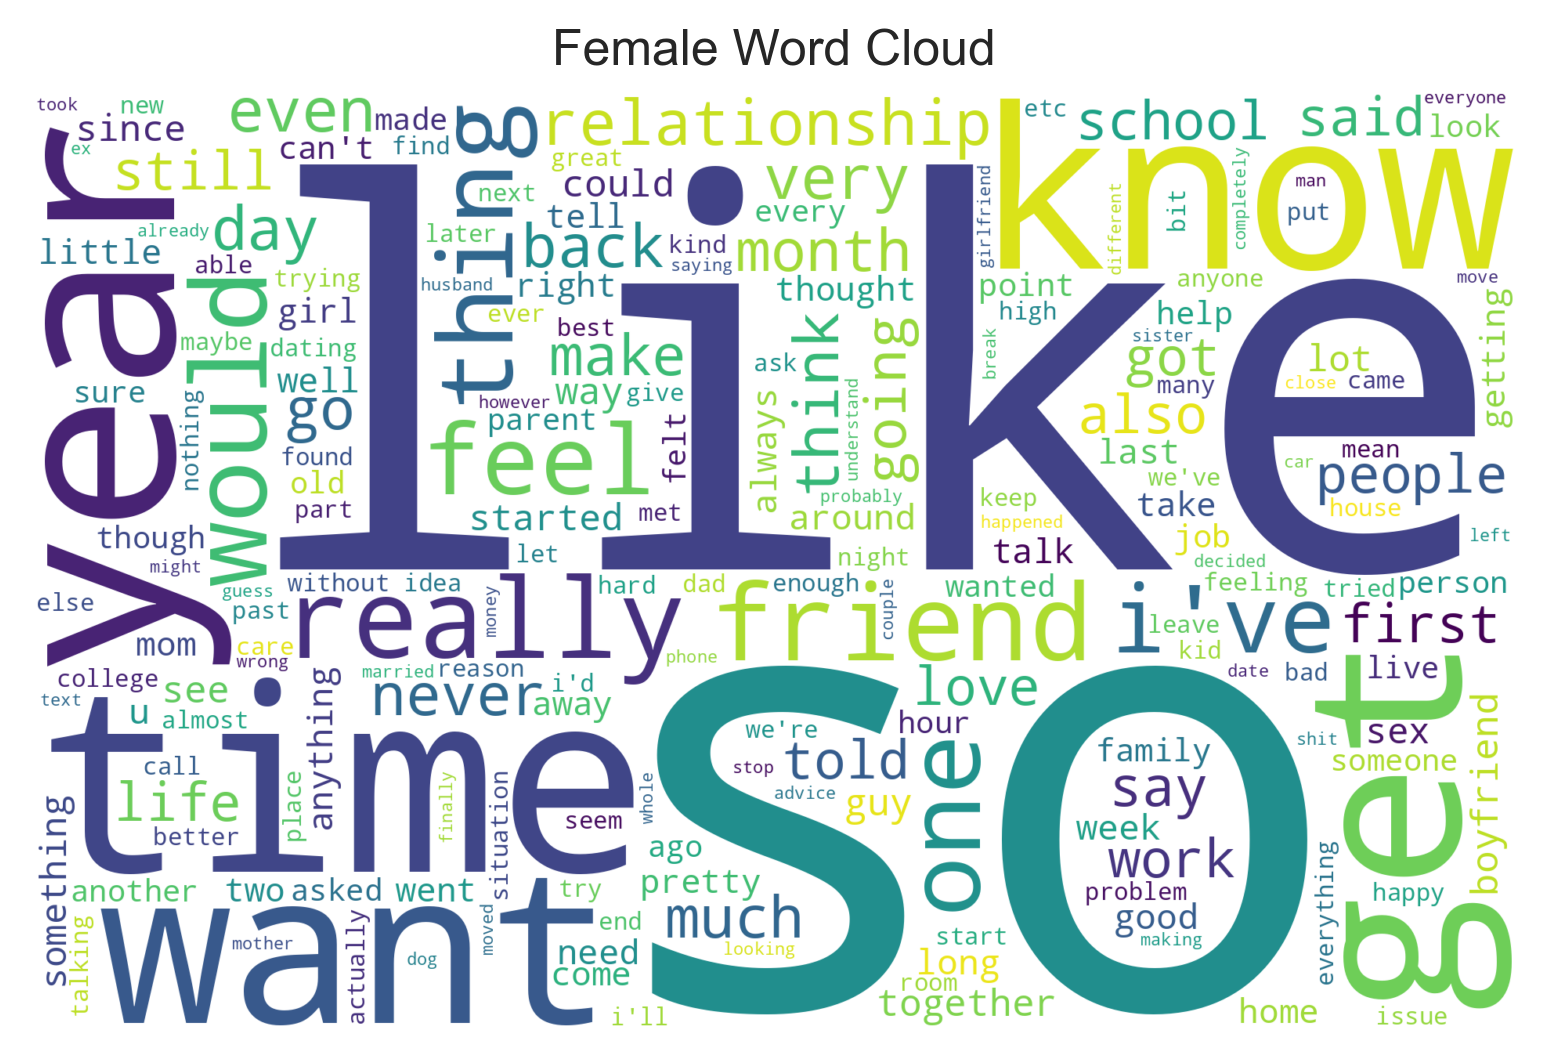 Female Word Cloud
took
new
since
ex
still
even
made
can't
find
thing
relationship
great
next
could
very
tell
every
know
etc
school
said
everyone
look
man
put
bit
completely
different
girlfriend
already
day
little
able
trying
later
back
kind
saying
month
husband
right
thought
point
high
anyone
help
move
year
would
girl
maybe
dating
sure
well
go
nothing
found
old
part
like
ever
best
make
way
give
ask
however
parent
feel
felt
started
met
let
always
think
understand
going
probably
around
night
break
sister
got
many
also
last
we've
take
keep
happened
talk
job
decided
lot
close
came
getting
mean
car
people
house
left
though
might
guess
else
past
mom
care
wrong
without
idea
really
money
hard
dad
enough
couple
wanted
friend
phone
i've
leave
kid
feeling
tried
person
first
college
see
text
u
almost
married
reason
never
i'd
away
love
date
bad
live
time
call
life
better
place
anything
finally
situation
seem
whole
so
we're
hour
told
stop
advice
guy
one
family
say
week
work
problem
good
making
get
shit
sex
someone
boyfriend
everything
happy
something
another
two
asked
went
try
ago
pretty
much
looking
want
talking
mother
actually
dog
moved
end
need
come
i'll
start
long
room
together
home
issue